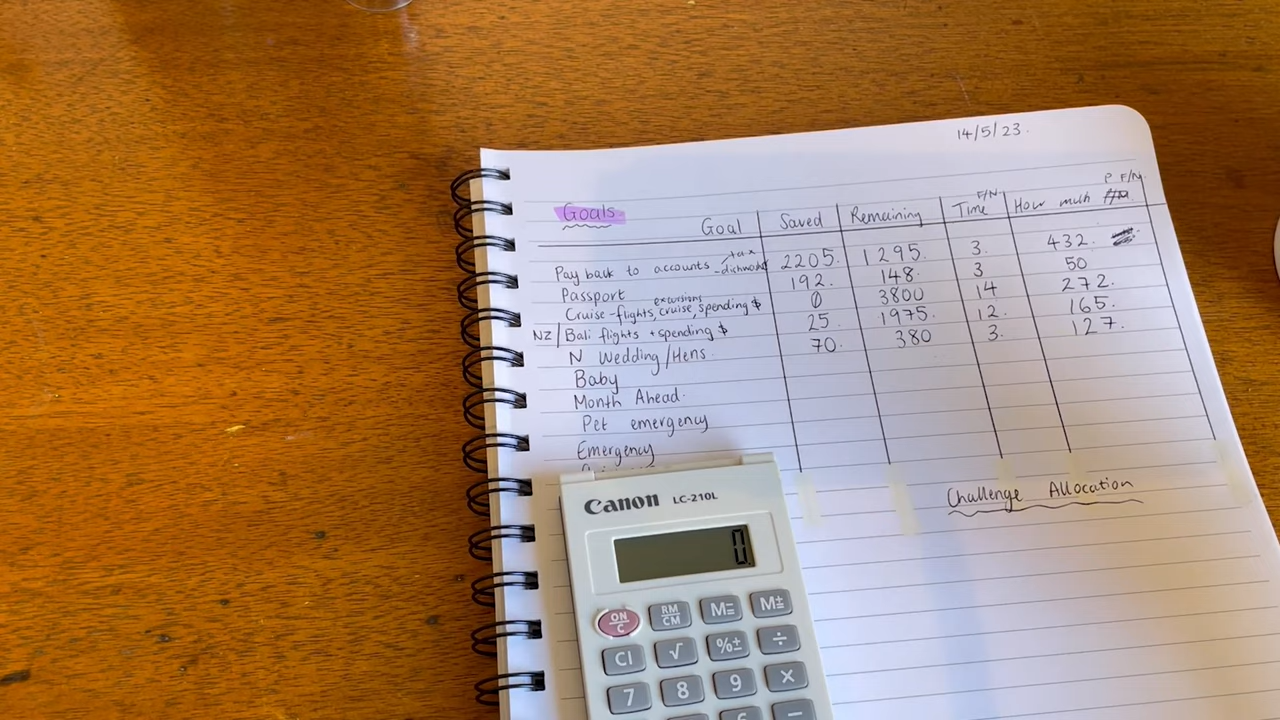 14/5/23.
Goals
Goal Saved Remaining Time F/N How much P F/N
Pay back to accounts - tax - dishwasher 2205. 1295. 3. 432.
Passport 192. 148. 3 50
Cruise - flights, cruise, excursions spending $ 0 3800 14 272.
NZ/Bali flights + spending $ 25. 1975. 12. 165.
N Wedding/Hens. 70. 380 3. 127.
Baby
Month Ahead.
Pet emergency
Emergency
Challenge Allocation
Canon LC-210L
0.
ON/C RM/CM M= M±
CI √ %± ÷
7 8 9 ×
6 −